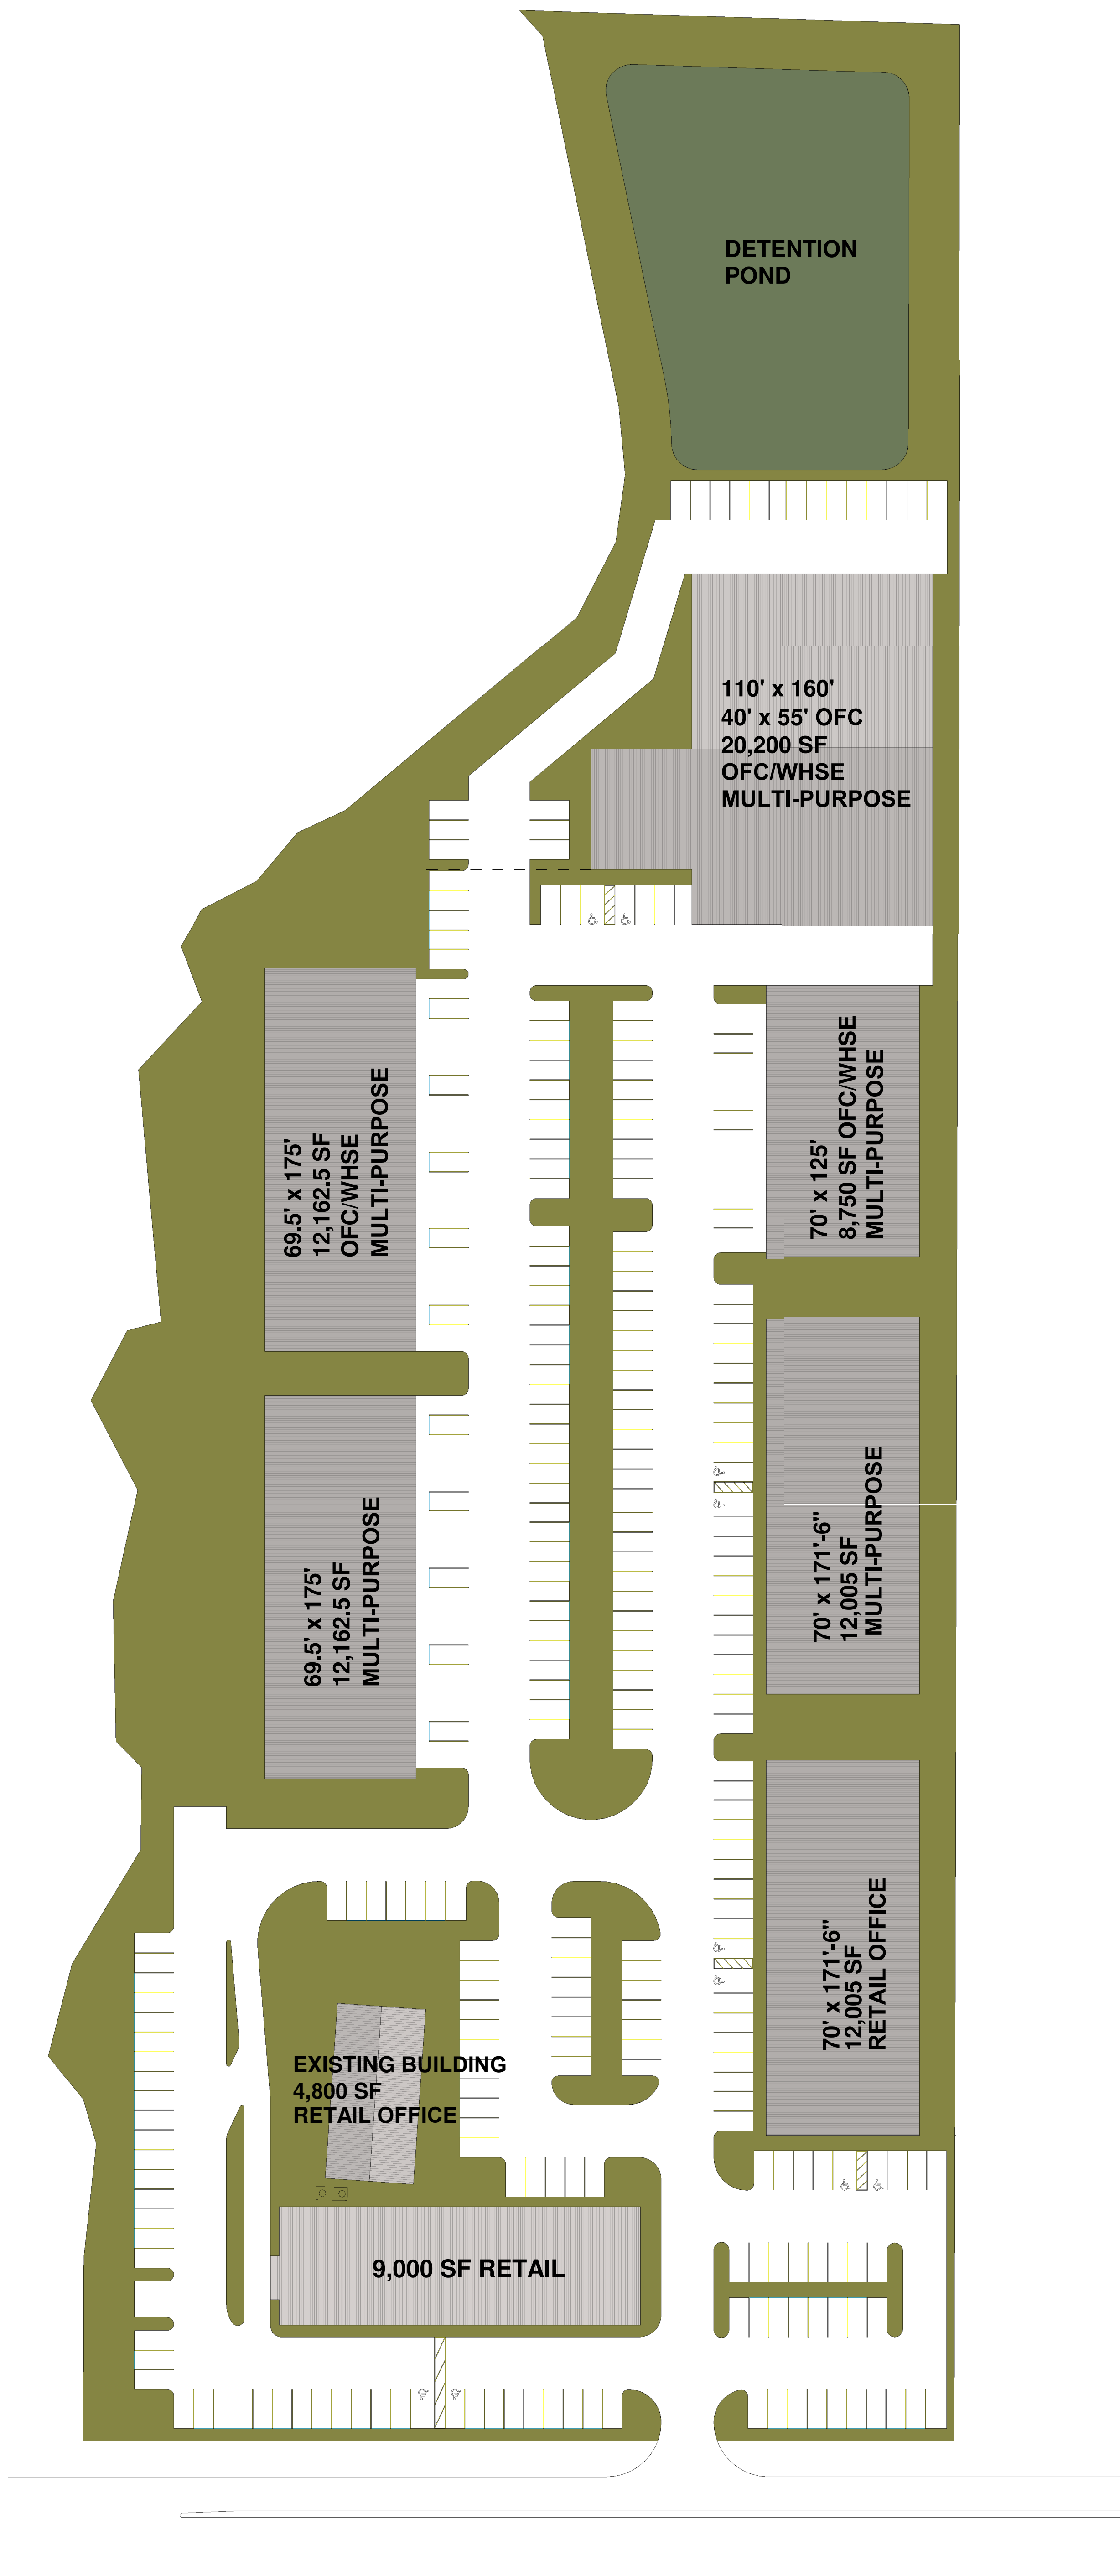 DETENTION
POND
110' x 160'
40' x 55' OFC
20,200 SF
OFC/WHSE
MULTI-PURPOSE
69.5' x 175'
12,162.5 SF
OFC/WHSE
MULTI-PURPOSE
70' x 125'
8,750 SF OFC/WHSE
MULTI-PURPOSE
69.5' x 175'
12,162.5 SF
MULTI-PURPOSE
70' x 171'-6"
12,005 SF
MULTI-PURPOSE
70' x 171'-6"
12,005 SF
RETAIL OFFICE
EXISTING BUILDING
4,800 SF
RETAIL OFFICE
9,000 SF RETAIL